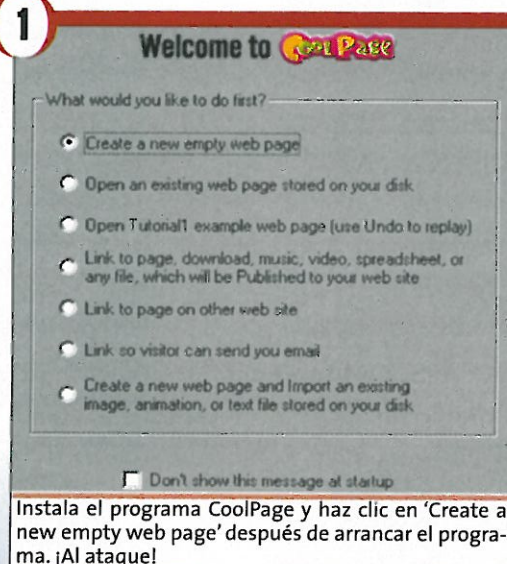 1
Welcome to Cool Page
What would you like to do first?
Create a new empty web page
Open an existing web page stored on your disk
Open Tutorial1 example web page (use Undo to replay)
Link to page, download, music, video, spreadsheet, or
any file, which will be Published to your web site
Link to page on other web site
Link so visitor can send you email
Create a new web page and Import an existing
image, animation, or text file stored on your disk
Don't show this message at startup
Instala el programa CoolPage y haz clic en ‘Create a
new empty web page’ después de arrancar el progra-
ma. ¡Al ataque!